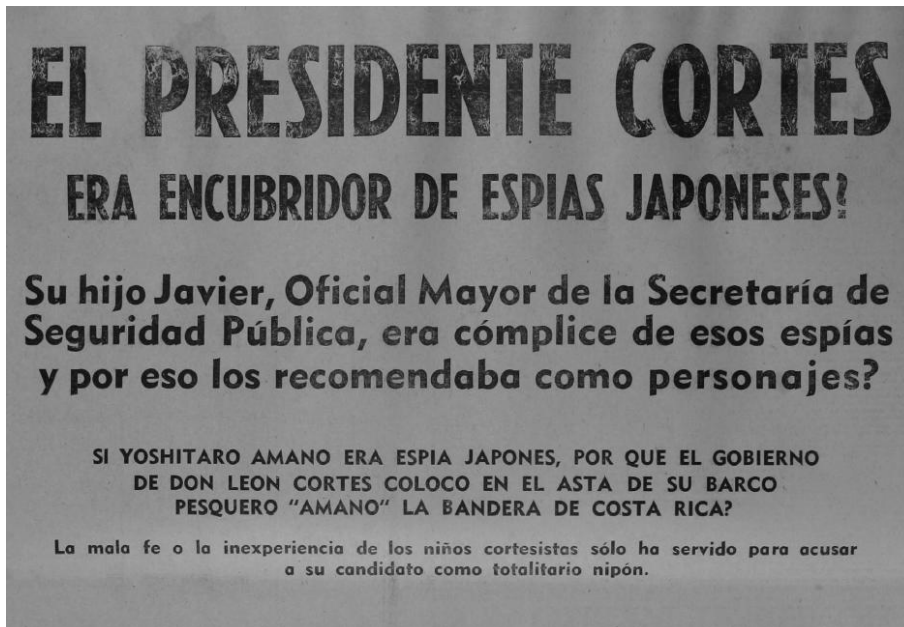 EL PRESIDENTE CORTES
ERA ENCUBRIDOR DE ESPIAS JAPONESES?
Su hijo Javier, Oficial Mayor de la Secretaría de
Seguridad Pública, era cómplice de esos espías
y por eso los recomendaba como personajes?
SI YOSHITARO AMANO ERA ESPIA JAPONES, POR QUE EL GOBIERNO
DE DON LEON CORTES COLOCO EN EL ASTA DE SU BARCO
PESQUERO "AMANO" LA BANDERA DE COSTA RICA?
La mala fe o la inexperiencia de los niños cortesistas sólo ha servido para acusar
a su candidato como totalitario nipón.